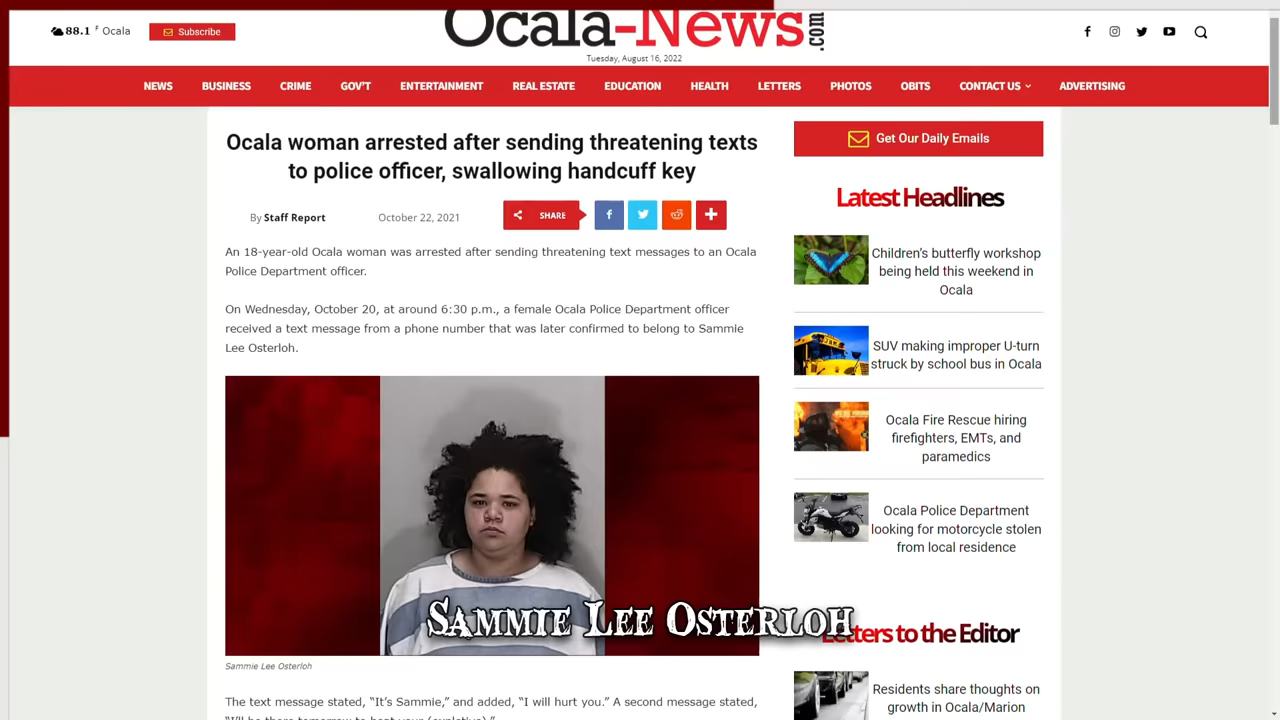 88.1 F Ocala
Subscribe
Ocala-News.com
Tuesday, August 16, 2022
NEWS BUSINESS CRIME GOV'T ENTERTAINMENT REAL ESTATE EDUCATION HEALTH LETTERS PHOTOS OBITS CONTACT US ADVERTISING
Ocala woman arrested after sending threatening texts
to police officer, swallowing handcuff key
By Staff Report October 22, 2021 SHARE
An 18-year-old Ocala woman was arrested after sending threatening text messages to an Ocala
Police Department officer.
On Wednesday, October 20, at around 6:30 p.m., a female Ocala Police Department officer
received a text message from a phone number that was later confirmed to belong to Sammie
Lee Osterloh.
Sammie Lee Osterloh
Sammie Lee Osterloh
The text message stated, “It’s Sammie,” and added, “I will hurt you.” A second message stated,
“I’ll be there tomorrow to beat your (expletive).”
Get Our Daily Emails
Latest Headlines
Children’s butterfly workshop
being held this weekend in
Ocala
SUV making improper U-turn
struck by school bus in Ocala
Ocala Fire Rescue hiring
firefighters, EMTs, and
paramedics
Ocala Police Department
looking for motorcycle stolen
from local residence
Letters to the Editor
Residents share thoughts on
growth in Ocala/Marion